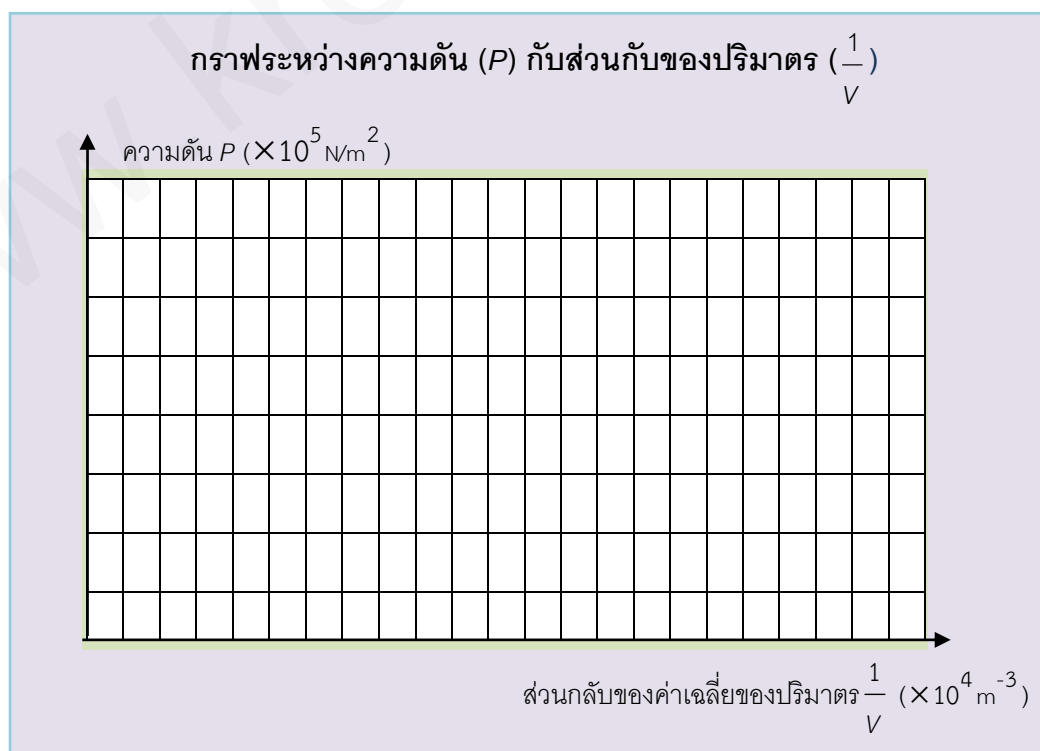 กราฟระหว่างความดัน (P) กับส่วนกับของปริมาตร (1/V)
ความดัน P (×10⁵ N/m²)
ส่วนกลับของค่าเฉลี่ยของปริมาตร 1/V (×10⁴ m⁻³)